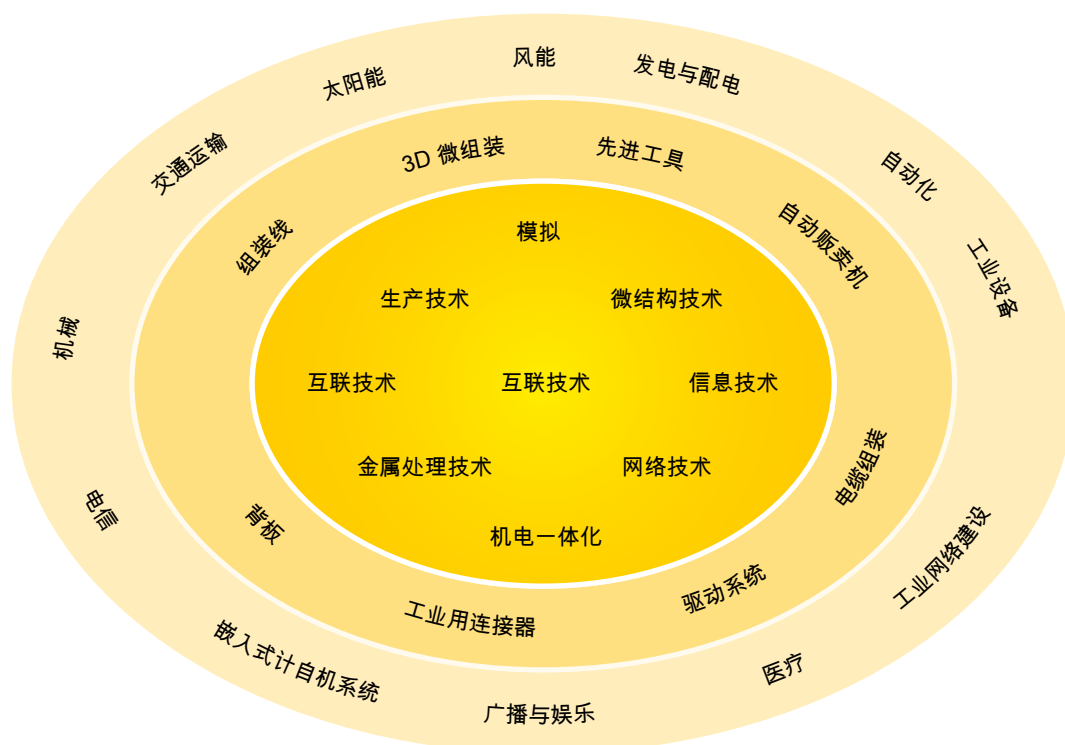 风能
发电与配电
太阳能
自动化
交通运输
工业设备
机械
电信
工业网络建设
嵌入式计自机系统
医疗
广播与娱乐
3D 微组装
先进工具
组装线
自动贩卖机
背板
电缆组装
工业用连接器
驱动系统
模拟
生产技术
微结构技术
互联技术
互联技术
信息技术
金属处理技术
网络技术
机电一体化